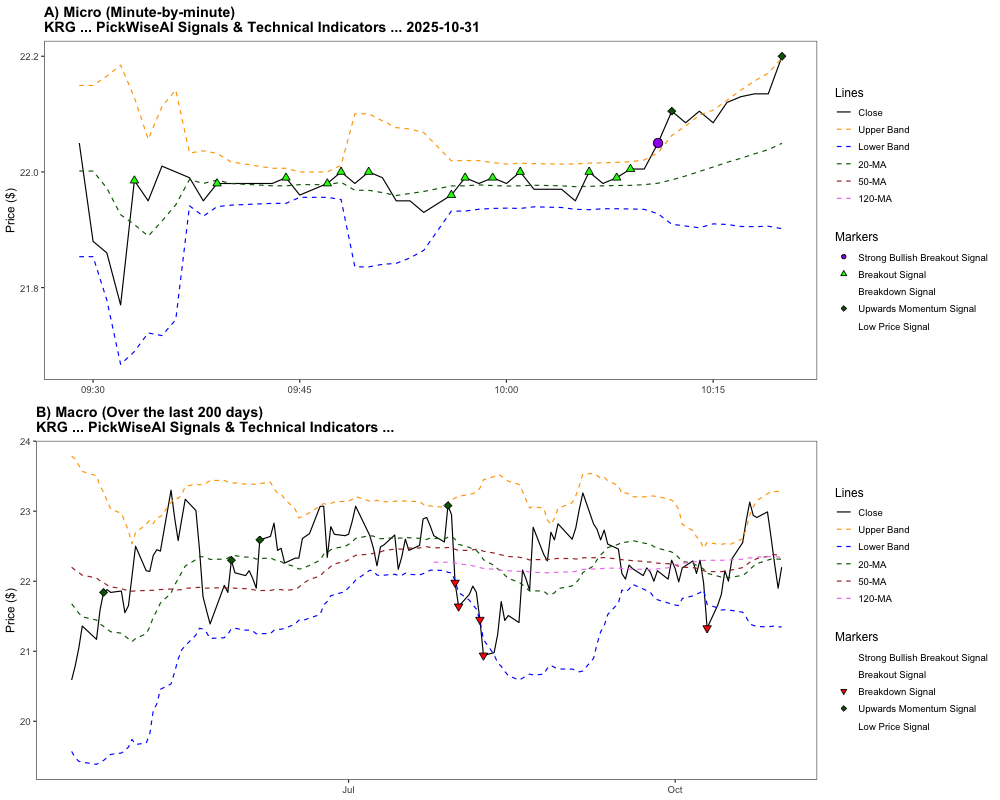 A) Micro (Minute-by-minute)
KRG ... PickWiseAI Signals & Technical Indicators ... 2025-10-31
22.2
22.0
21.8
Price ($)
09:30
09:45
10:00
10:15
Lines
Close
Upper Band
Lower Band
20-MA
50-MA
120-MA
Markers
Strong Bullish Breakout Signal
Breakout Signal
Breakdown Signal
Upwards Momentum Signal
Low Price Signal
B) Macro (Over the last 200 days)
KRG ... PickWiseAI Signals & Technical Indicators ...
24
23
22
21
20
Price ($)
Jul
Oct
Lines
Close
Upper Band
Lower Band
20-MA
50-MA
120-MA
Markers
Strong Bullish Breakout Signal
Breakout Signal
Breakdown Signal
Upwards Momentum Signal
Low Price Signal